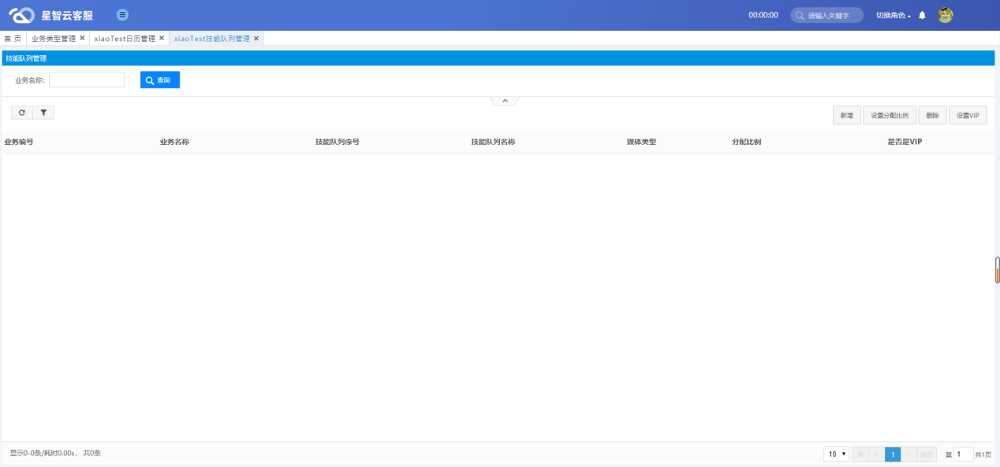 星智云客服 00:00:00 请输入关键字 切换角色
首 页 业务类型管理 xiaoTest日历管理 xiaoTest技能队列管理
技能队列管理
业务名称: 查询
新增 设置分配比例 删除 设置VIP
业务编号 业务名称 技能队列座号 技能队列名称 媒体类型 分配比例 是否是VIP
显示0-0条/耗时0.00s, 共0条 10 < 1 > 第 1 共1页